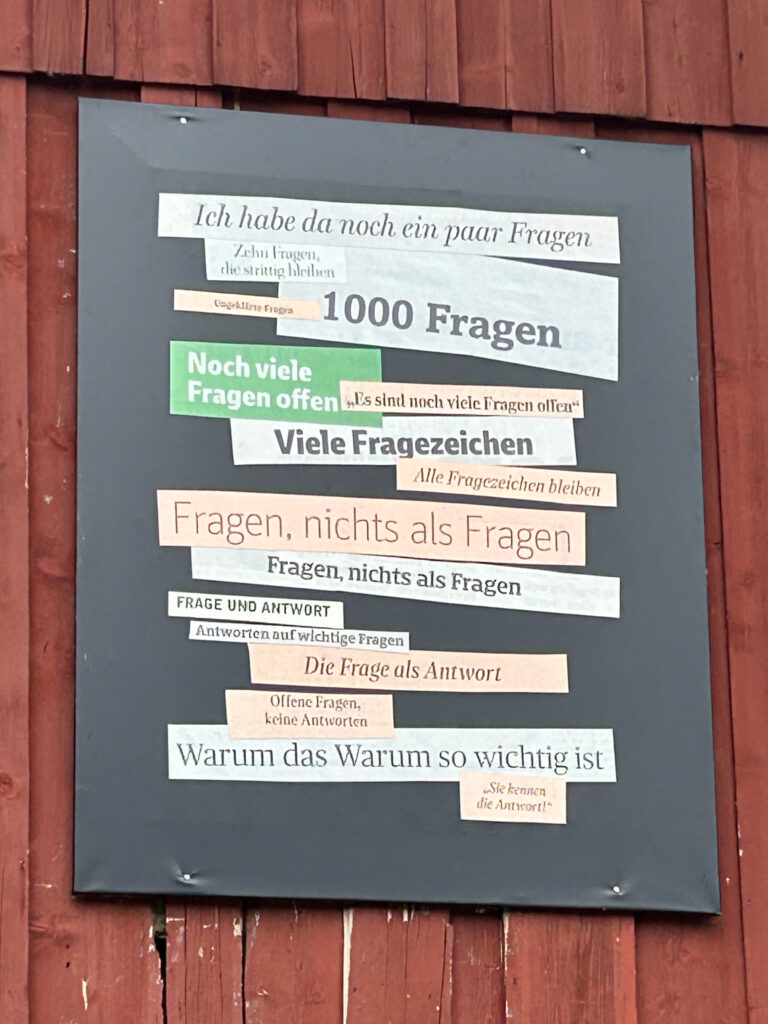 Ich habe da noch ein paar Fragen
Zehn Fragen,
die strittig bleiben
Ungeklärte Fragen
1000 Fragen
Noch viele
Fragen offen
„Es sind noch viele Fragen offen“
Viele Fragezeichen
Alle Fragezeichen bleiben
Fragen, nichts als Fragen
Fragen, nichts als Fragen
FRAGE UND ANTWORT
Antworten auf wichtige Fragen
Die Frage als Antwort
Offene Fragen,
keine Antworten
Warum das Warum so wichtig ist
„Sie kennen
die Antwort!“